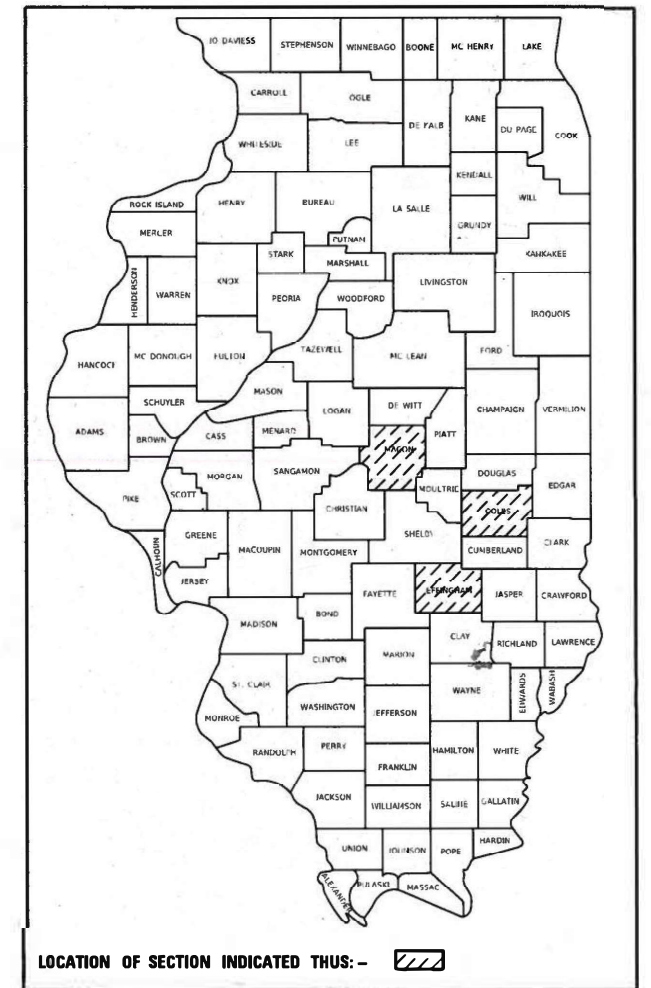 JO DAVIESS STEPHENSON WINNEBAGO BOONE MC HENRY LAKE
CARROLL OGLE DE KALB KANE DU PAGE COOK
WHITESIDE LEE
KENDALL
ROCK ISLAND HENRY BUREAU LA SALLE GRUNDY WILL
MERCER PUTNAM
STARK MARSHALL KANKAKEE
HENDERSON WARREN KNOX PEORIA WOODFORD LIVINGSTON IROQUOIS
HANCOCK MC DONOUGH FULTON TAZEWELL MC LEAN FORD
SCHUYLER MASON LOGAN DE WITT CHAMPAIGN VERMILION
ADAMS BROWN CASS MENARD PIATT
MACON
PIKE SCOTT MORGAN SANGAMON CHRISTIAN MOULTRIE DOUGLAS EDGAR
COLES
CALHOUN GREENE MACOUPIN MONTGOMERY SHELBY CUMBERLAND CLARK
JERSEY FAYETTE EFFINGHAM JASPER CRAWFORD
MADISON BOND
CLINTON MARION CLAY RICHLAND LAWRENCE
ST. CLAIR WAYNE EDWARDS WABASH
MONROE WASHINGTON JEFFERSON
RANDOLPH PERRY HAMILTON WHITE
FRANKLIN
JACKSON WILLIAMSON SALINE GALLATIN
UNION JOHNSON POPE HARDIN
ALEXANDER PULASKI MASSAC
LOCATION OF SECTION INDICATED THUS: –